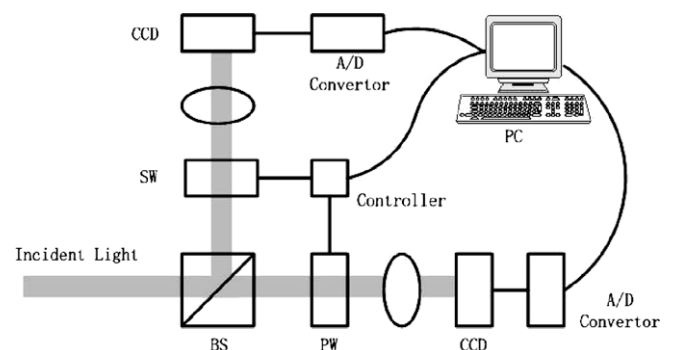 CCD
A/D
Convertor
PC
SW
Controller
Incident Light
A/D
Convertor
BS
PW
CCD